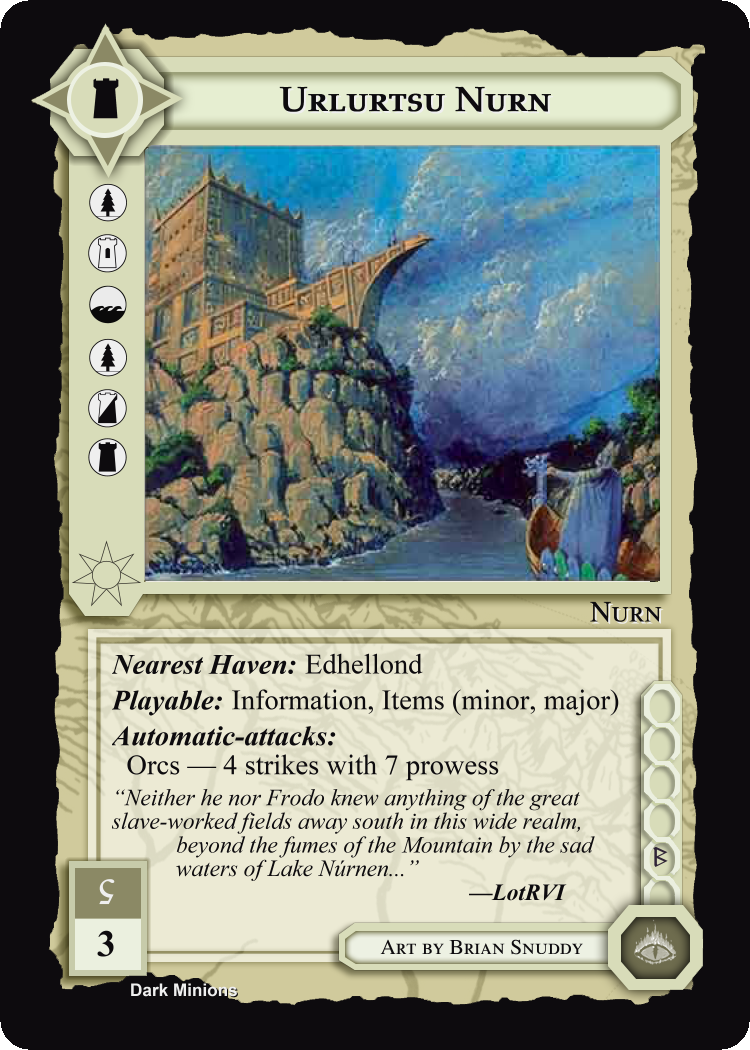 Urlurtsu Nurn
Nurn
Nearest Haven: Edhellond
Playable: Information, Items (minor, major)
Automatic-attacks:
Orcs — 4 strikes with 7 prowess
“Neither he nor Frodo knew anything of the great
slave-worked fields away south in this wide realm,
beyond the fumes of the Mountain by the sad
waters of Lake Núrnen...”
—LotRVI
3
Art by Brian Snuddy
Dark Minions